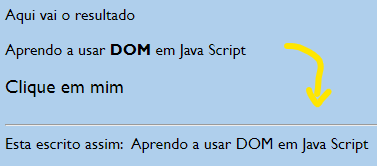 Aqui vai o resultado
Aprendo a usar DOM em Java Script
Clique em mim
Esta escrito assim: Aprendo a usar DOM em Java Script